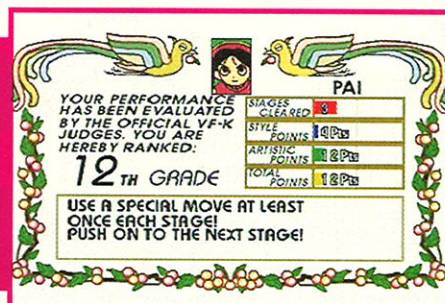 PAI
YOUR PERFORMANCE
HAS BEEN EVALUATED
BY THE OFFICIAL VF-K
JUDGES. YOU ARE
HEREBY RANKED:
12TH GRADE
STAGES
CLEARED 3
STYLE
POINTS 4Pts
ARTISTIC
POINTS 12Pts
TOTAL
POINTS 12Pts
USE A SPECIAL MOVE AT LEAST
ONCE EACH STAGE!
PUSH ON TO THE NEXT STAGE!